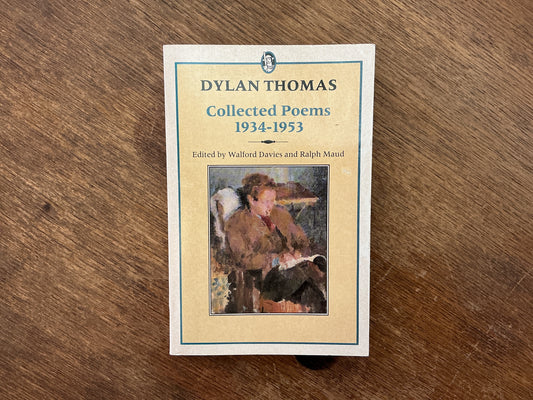 DYLAN THOMAS
Collected Poems
1934-1953
Edited by Walford Davies and Ralph Maud